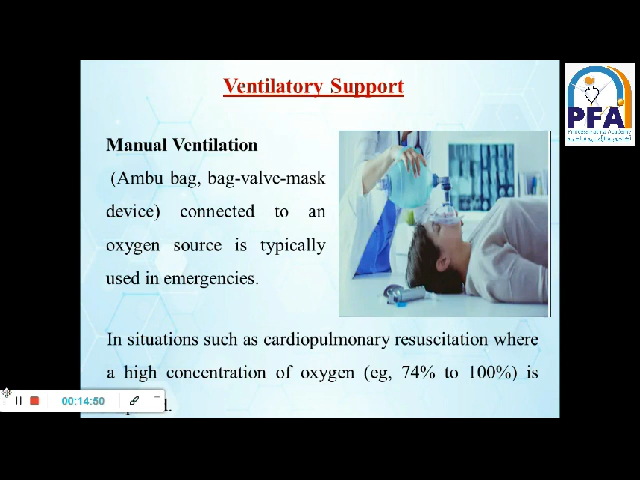 Ventilatory Support
PFA
Manual Ventilation
(Ambu bag, bag-valve-mask
device) connected to an
oxygen source is typically
used in emergencies.
In situations such as cardiopulmonary resuscitation where
a high concentration of oxygen (eg, 74% to 100%) is
00:14:50